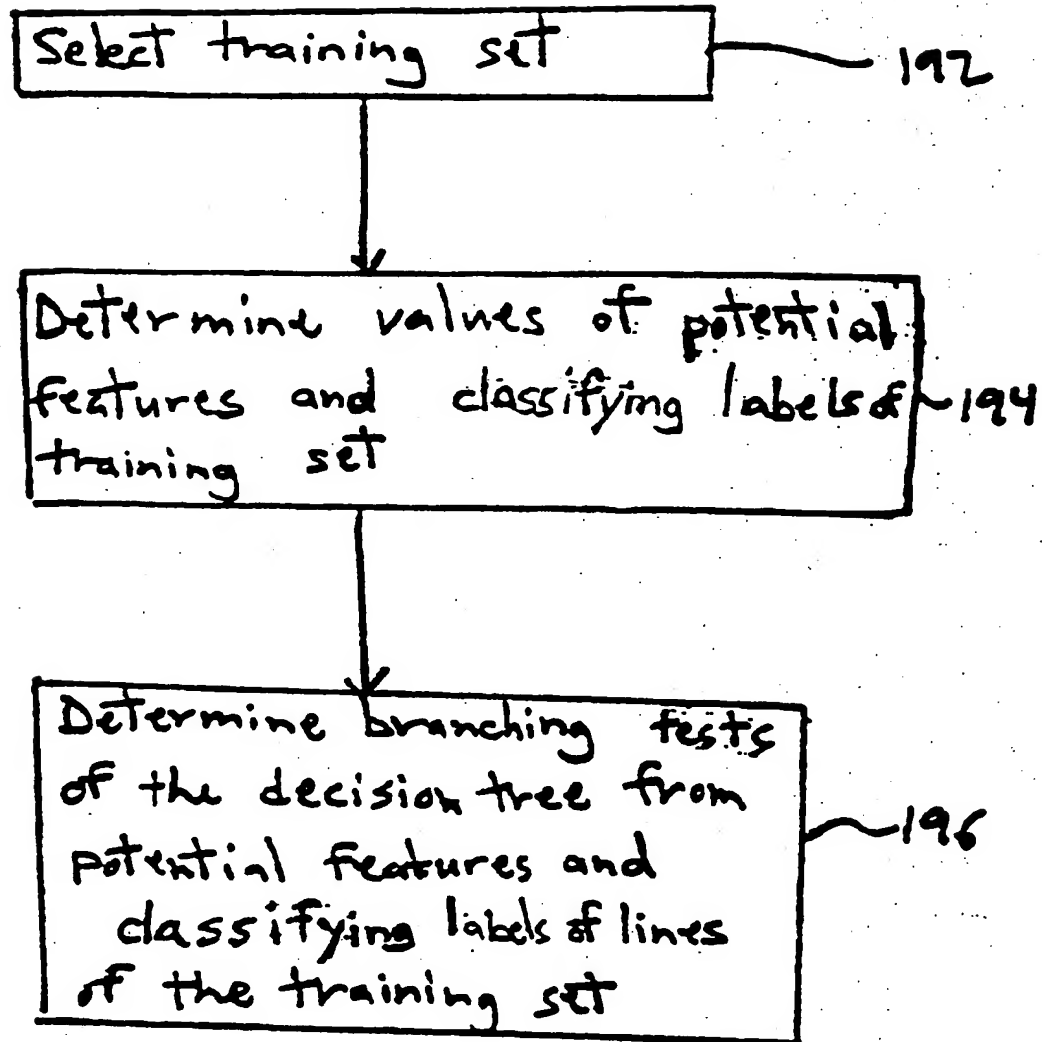 Select training set
192
Determine values of potential
features and classifying labels of
training set
194
Determine branching tests
of the decision tree from
potential features and
classifying labels of lines
of the training set
196